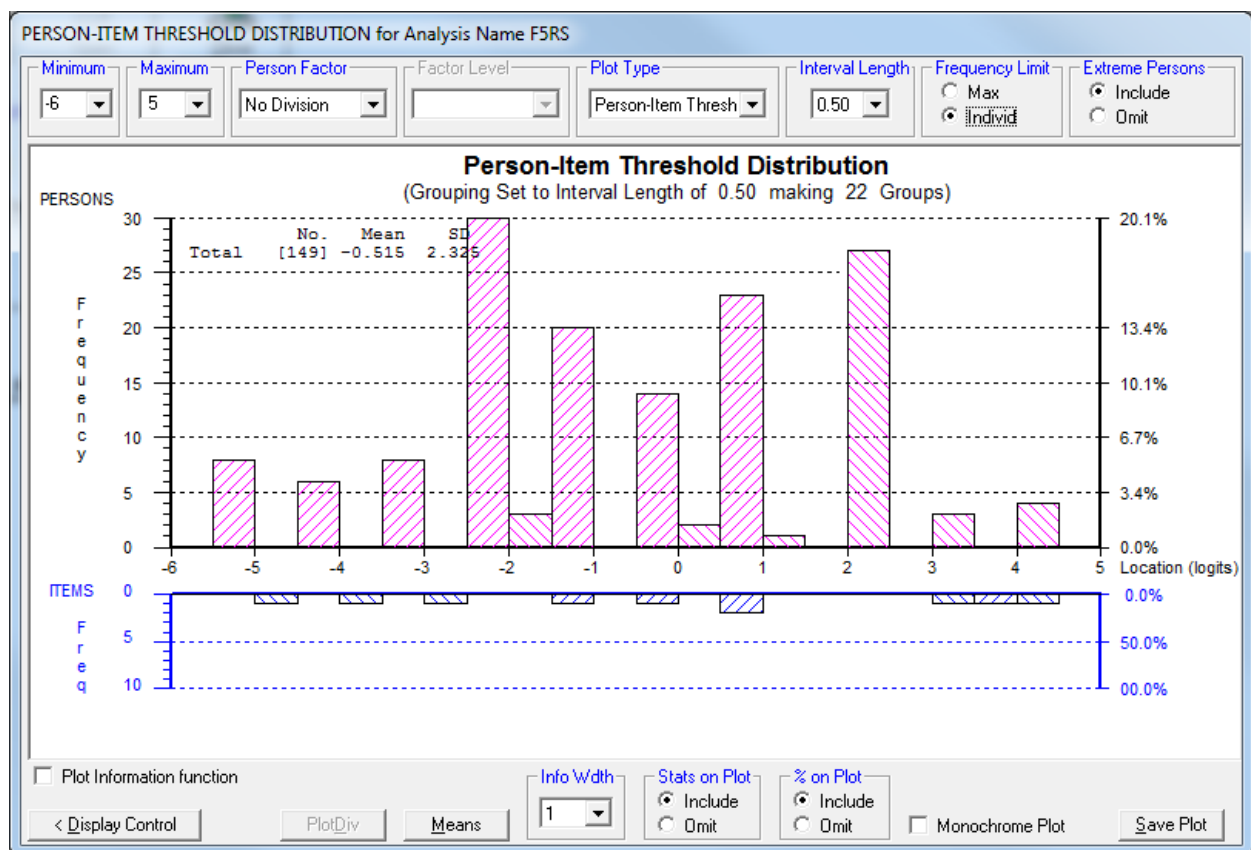 PERSON-ITEM THRESHOLD DISTRIBUTION for Analysis Name F5RS
Minimum Maximum Person Factor Factor Level Plot Type Interval Length Frequency Limit Extreme Persons
-6 5 No Division Person-Item Thresh 0.50 Max Include
Individ Omit
Person-Item Threshold Distribution
(Grouping Set to Interval Length of 0.50 making 22 Groups)
PERSONS
No. Mean SD
Total [149] -0.515 2.325
30 20.1%
25
20 13.4%
15 10.1%
10 6.7%
5 3.4%
0 0.0%
Frequency
-6 -5 -4 -3 -2 -1 0 1 2 3 4 5 Location (logits)
ITEMS 0 0.0%
Freq
5 50.0%
10 00.0%
Plot Information function
Info Wdth Stats on Plot % on Plot
1 Include Include
Omit Omit
Monochrome Plot
< Display Control PlotDiv Means Save Plot